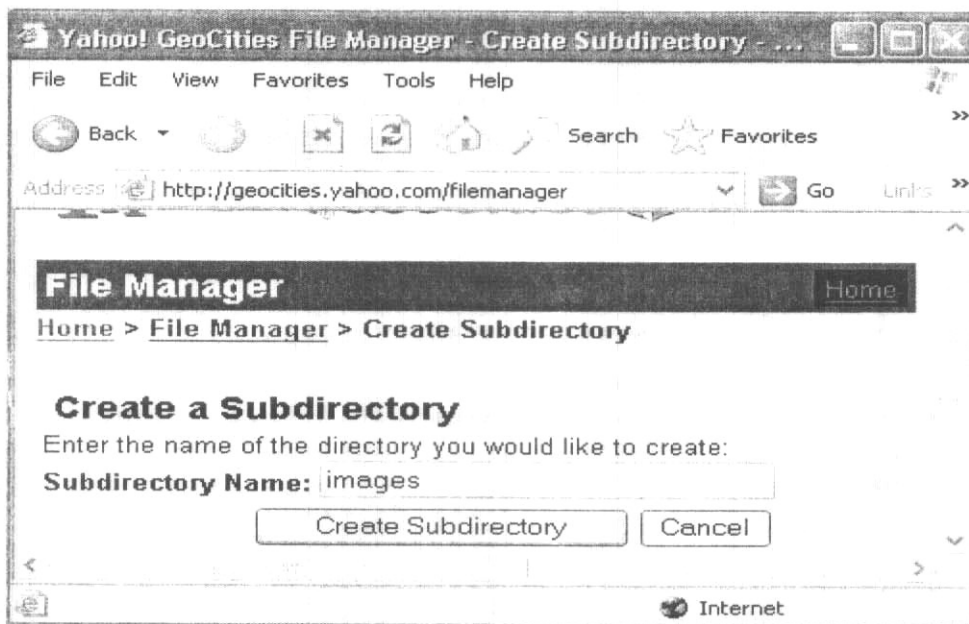 Yahoo! GeoCities File Manager - Create Subdirectory - ...
File Edit View Favorites Tools Help
Back Search Favorites »
Address http://geocities.yahoo.com/filemanager Go Links »
File Manager Home
Home > File Manager > Create Subdirectory
Create a Subdirectory
Enter the name of the directory you would like to create:
Subdirectory Name: images
Create Subdirectory Cancel
Internet